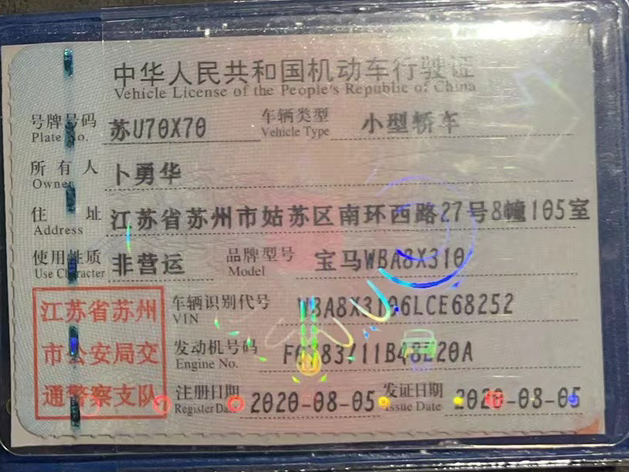 中华人民共和国机动车行驶证
Vehicle License of the People's Republic of China
号牌号码 Plate No. 苏U70X70 车辆类型 Vehicle Type 小型轿车
所有人 Owner 卜勇华
住址 Address 江苏省苏州市姑苏区南环西路27号8幢105室
使用性质 Use Character 非营运 品牌型号 Model 宝马WBA8X310
江苏省苏州
市公安局交
通警察支队
车辆识别代号 VIN WBA8X3106LCE68252
发动机号码 Engine No.
注册日期 Register Date 2020-08-05 发证日期 Issue Date 2020-08-05